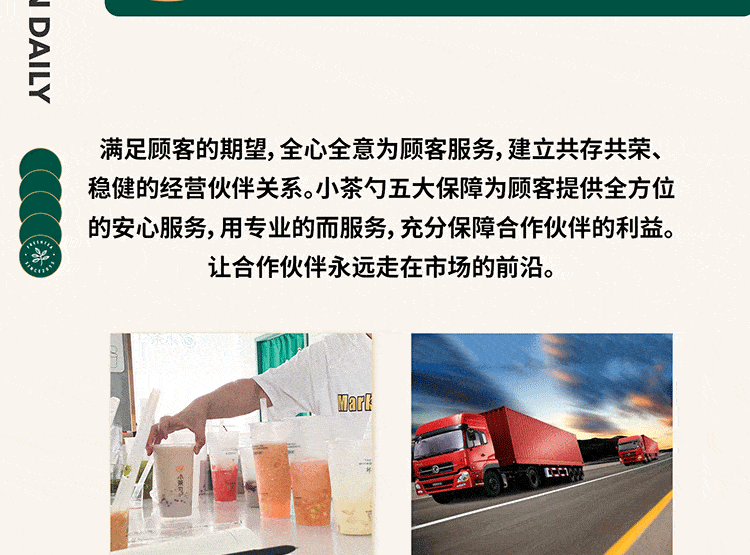 N DAILY
满足顾客的期望，全心全意为顾客服务，建立共存共荣、
稳健的经营伙伴关系。小茶勺五大保障为顾客提供全方位
的安心服务，用专业的而服务，充分保障合作伙伴的利益。
让合作伙伴永远走在市场的前沿。
Mark